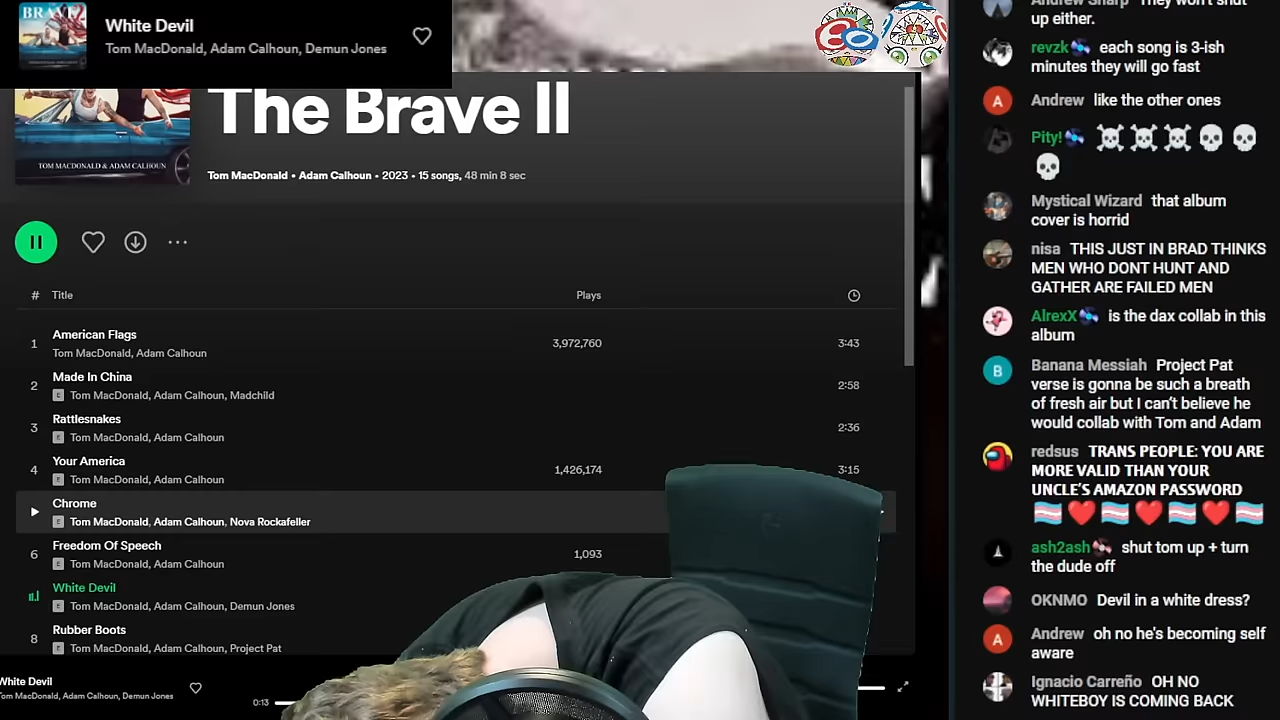 BRAVE 2
White Devil
Tom MacDonald, Adam Calhoun, Demun Jones
The Brave II
TOM MACDONALD & ADAM CALHOUN
Tom MacDonald • Adam Calhoun • 2023 • 15 songs, 48 min 8 sec
# Title Plays
1 American Flags 3,972,760 3:43
Tom MacDonald, Adam Calhoun
2 Made In China 2:58
E Tom MacDonald, Adam Calhoun, Madchild
3 Rattlesnakes 2:36
E Tom MacDonald, Adam Calhoun
4 Your America 1,426,174 3:15
E Tom MacDonald, Adam Calhoun
Chrome
E Tom MacDonald, Adam Calhoun, Nova Rockafeller
6 Freedom Of Speech 1,093
E Tom MacDonald, Adam Calhoun
White Devil
E Tom MacDonald, Adam Calhoun, Demun Jones
8 Rubber Boots
E Tom MacDonald, Adam Calhoun, Project Pat
White Devil
Tom MacDonald, Adam Calhoun, Demun Jones
0:13
Andrew Sharp They won't shut
up either.
revzk each song is 3-ish
minutes they will go fast
A Andrew like the other ones
Pity! ☠☠☠💀💀
💀
Mystical Wizard that album
cover is horrid
nisa THIS JUST IN BRAD THINKS
MEN WHO DONT HUNT AND
GATHER ARE FAILED MEN
AlrexX is the dax collab in this
album
B Banana Messiah Project Pat
verse is gonna be such a breath
of fresh air but I can't believe he
would collab with Tom and Adam
redsus TRANS PEOPLE: YOU ARE
MORE VALID THAN YOUR
UNCLE'S AMAZON PASSWORD
🏳️‍⚧️❤️🏳️‍⚧️❤️🏳️‍⚧️❤️🏳️‍⚧️
ash2ash shut tom up + turn
the dude off
OKNMO Devil in a white dress?
A Andrew oh no he's becoming self
aware
Ignacio Carreño OH NO
WHITEBOY IS COMING BACK